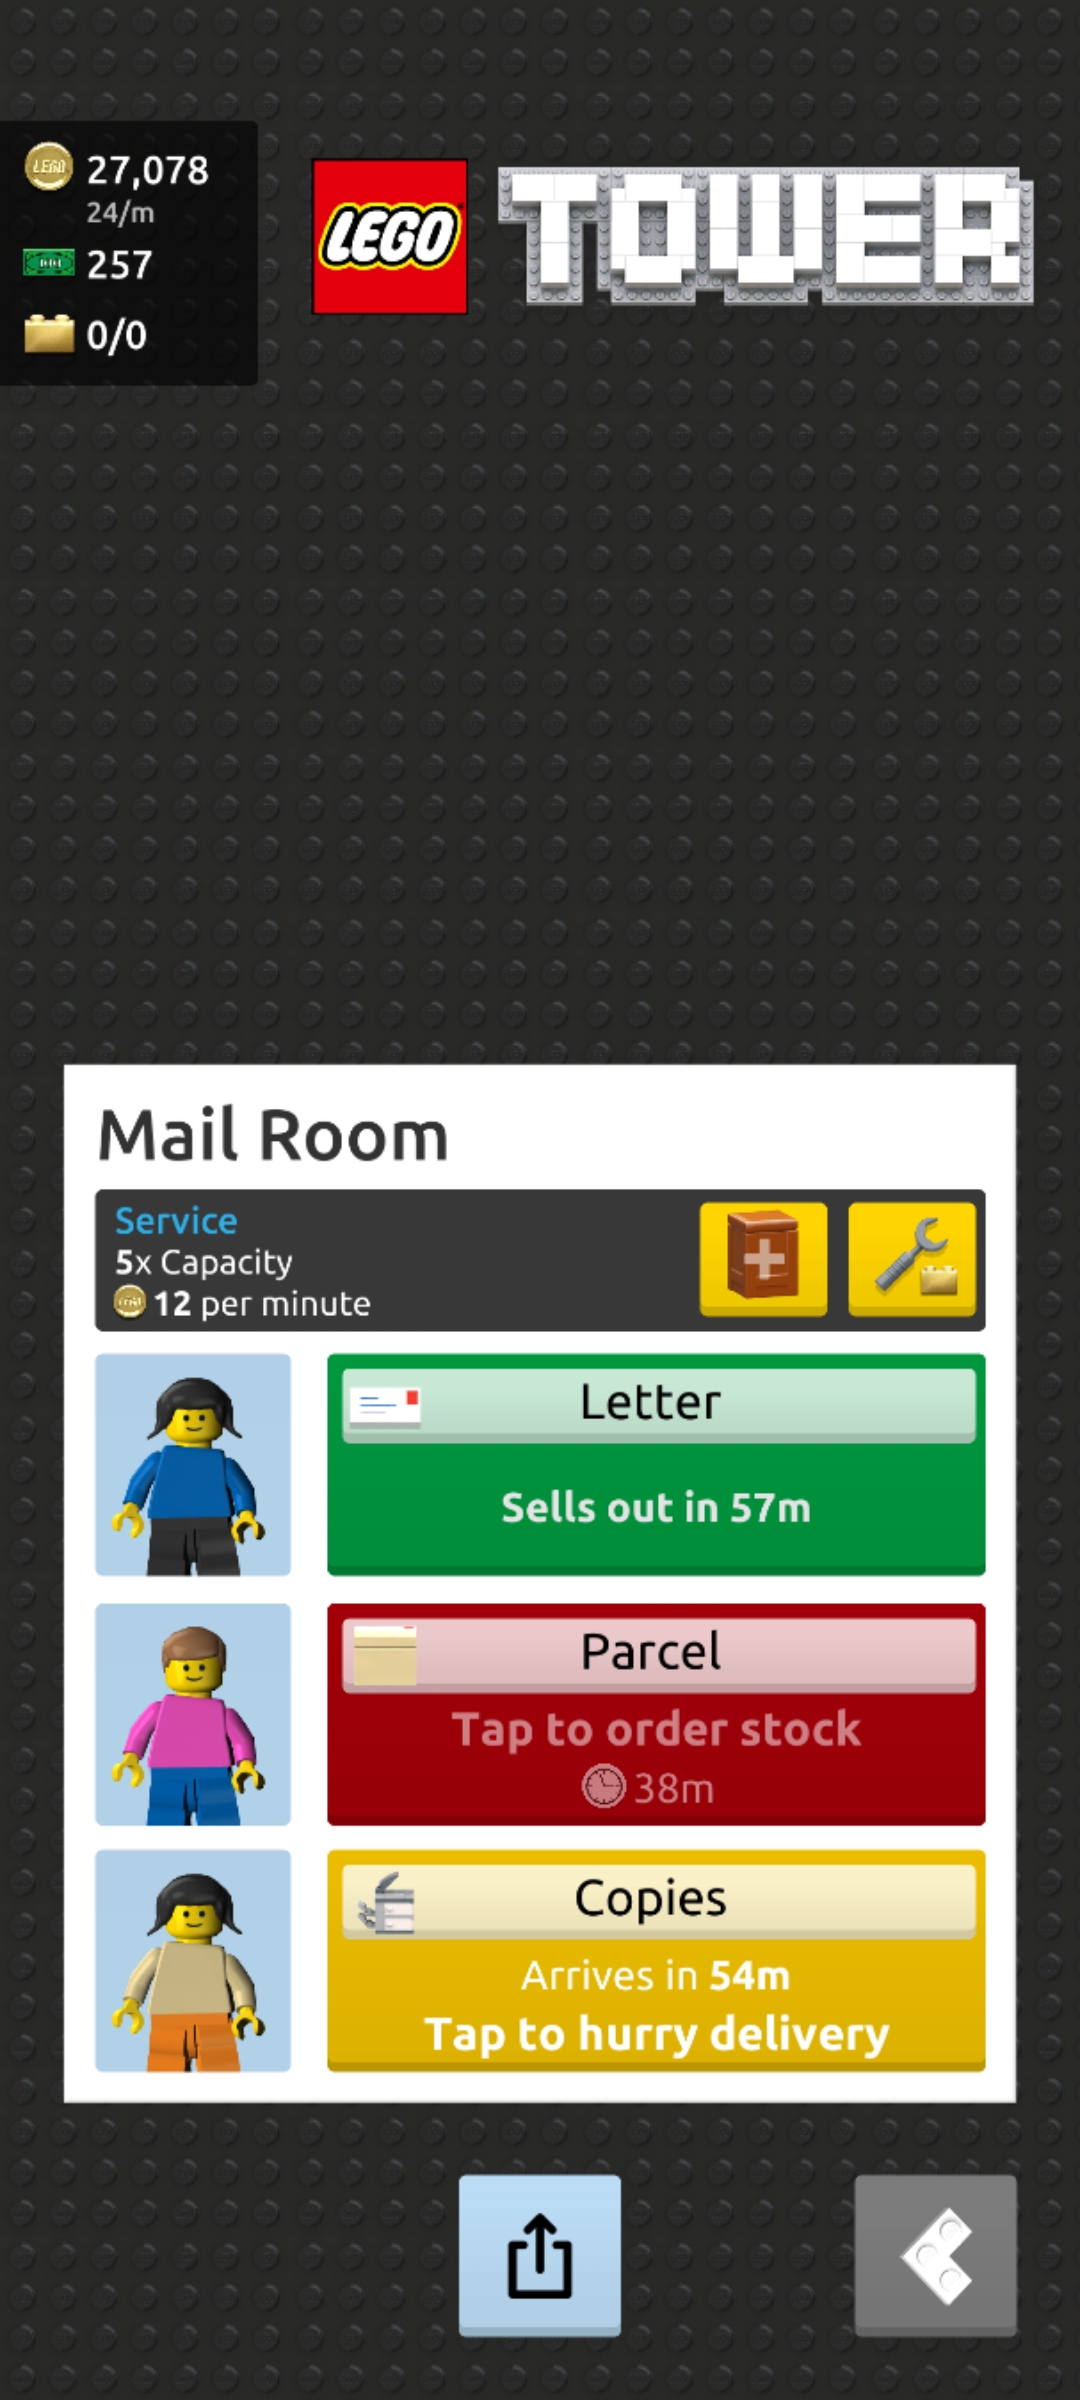 27,078
24/m
257
0/0
LEGO
TOWER
Mail Room
Service
5x Capacity
12 per minute
Letter
Sells out in 57m
Parcel
Tap to order stock
38m
Copies
Arrives in 54m
Tap to hurry delivery